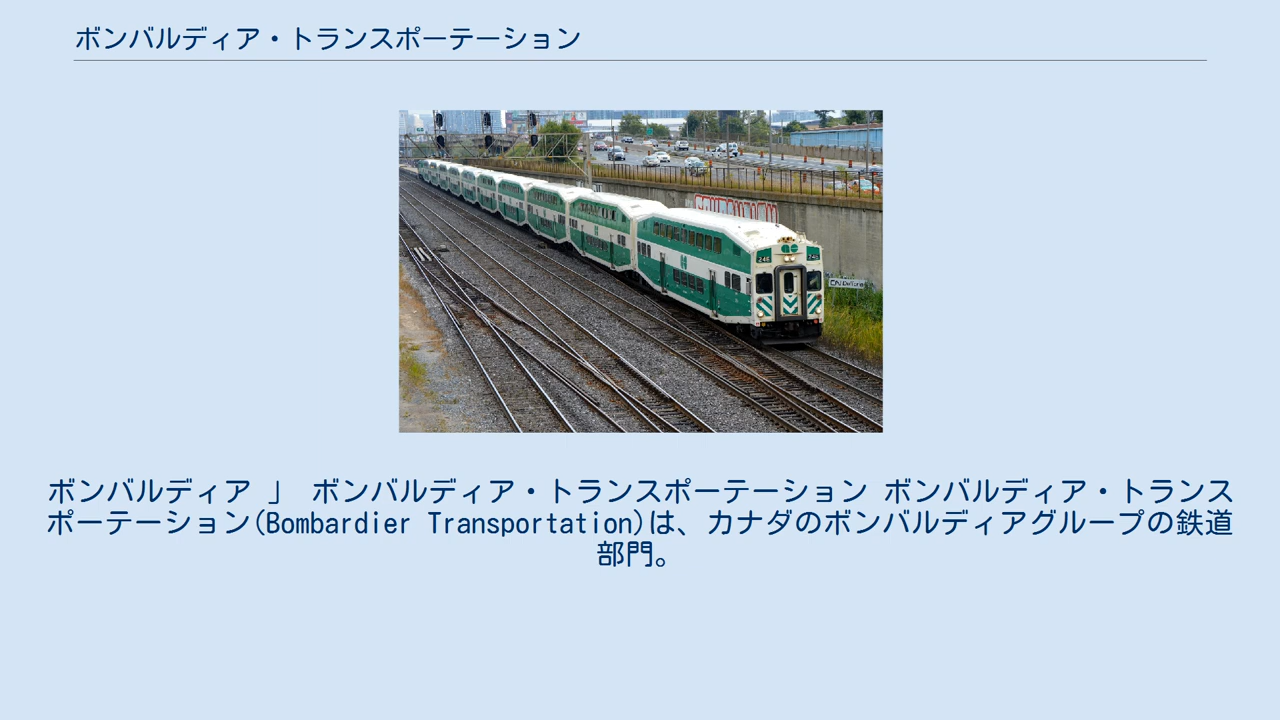 ボンバルディア・トランスポーテーション
246
ボンバルディア 」 ボンバルディア・トランスポーテーション ボンバルディア・トランス
ポーテーション(Bombardier Transportation)は、カナダのボンバルディアグループの鉄道
部門。